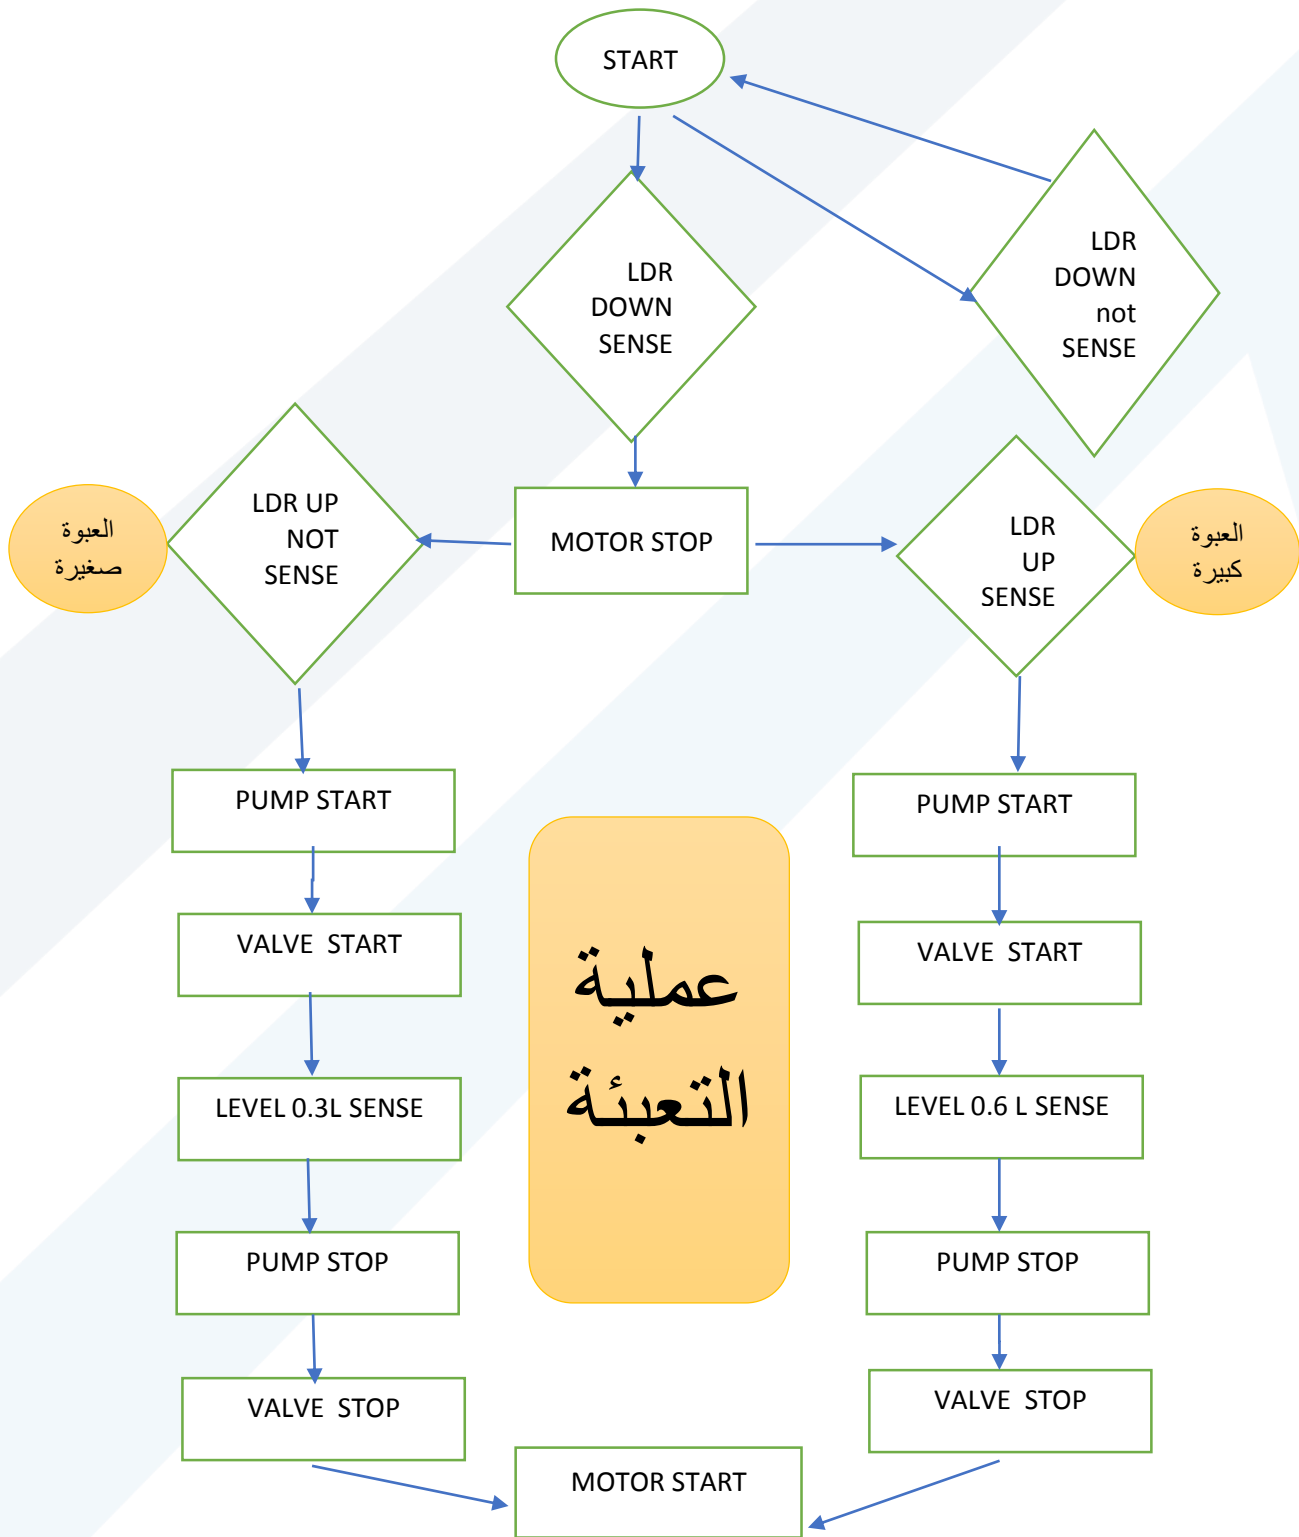 START
LDR
DOWN
SENSE
LDR
DOWN
not
SENSE
العبوة
صغيرة
LDR UP
NOT
SENSE
MOTOR STOP
LDR
UP
SENSE
العبوة
كبيرة
PUMP START
PUMP START
VALVE  START
VALVE  START
عملية
التعبئة
LEVEL 0.3L SENSE
LEVEL 0.6 L SENSE
PUMP STOP
PUMP STOP
VALVE  STOP
VALVE  STOP
MOTOR START